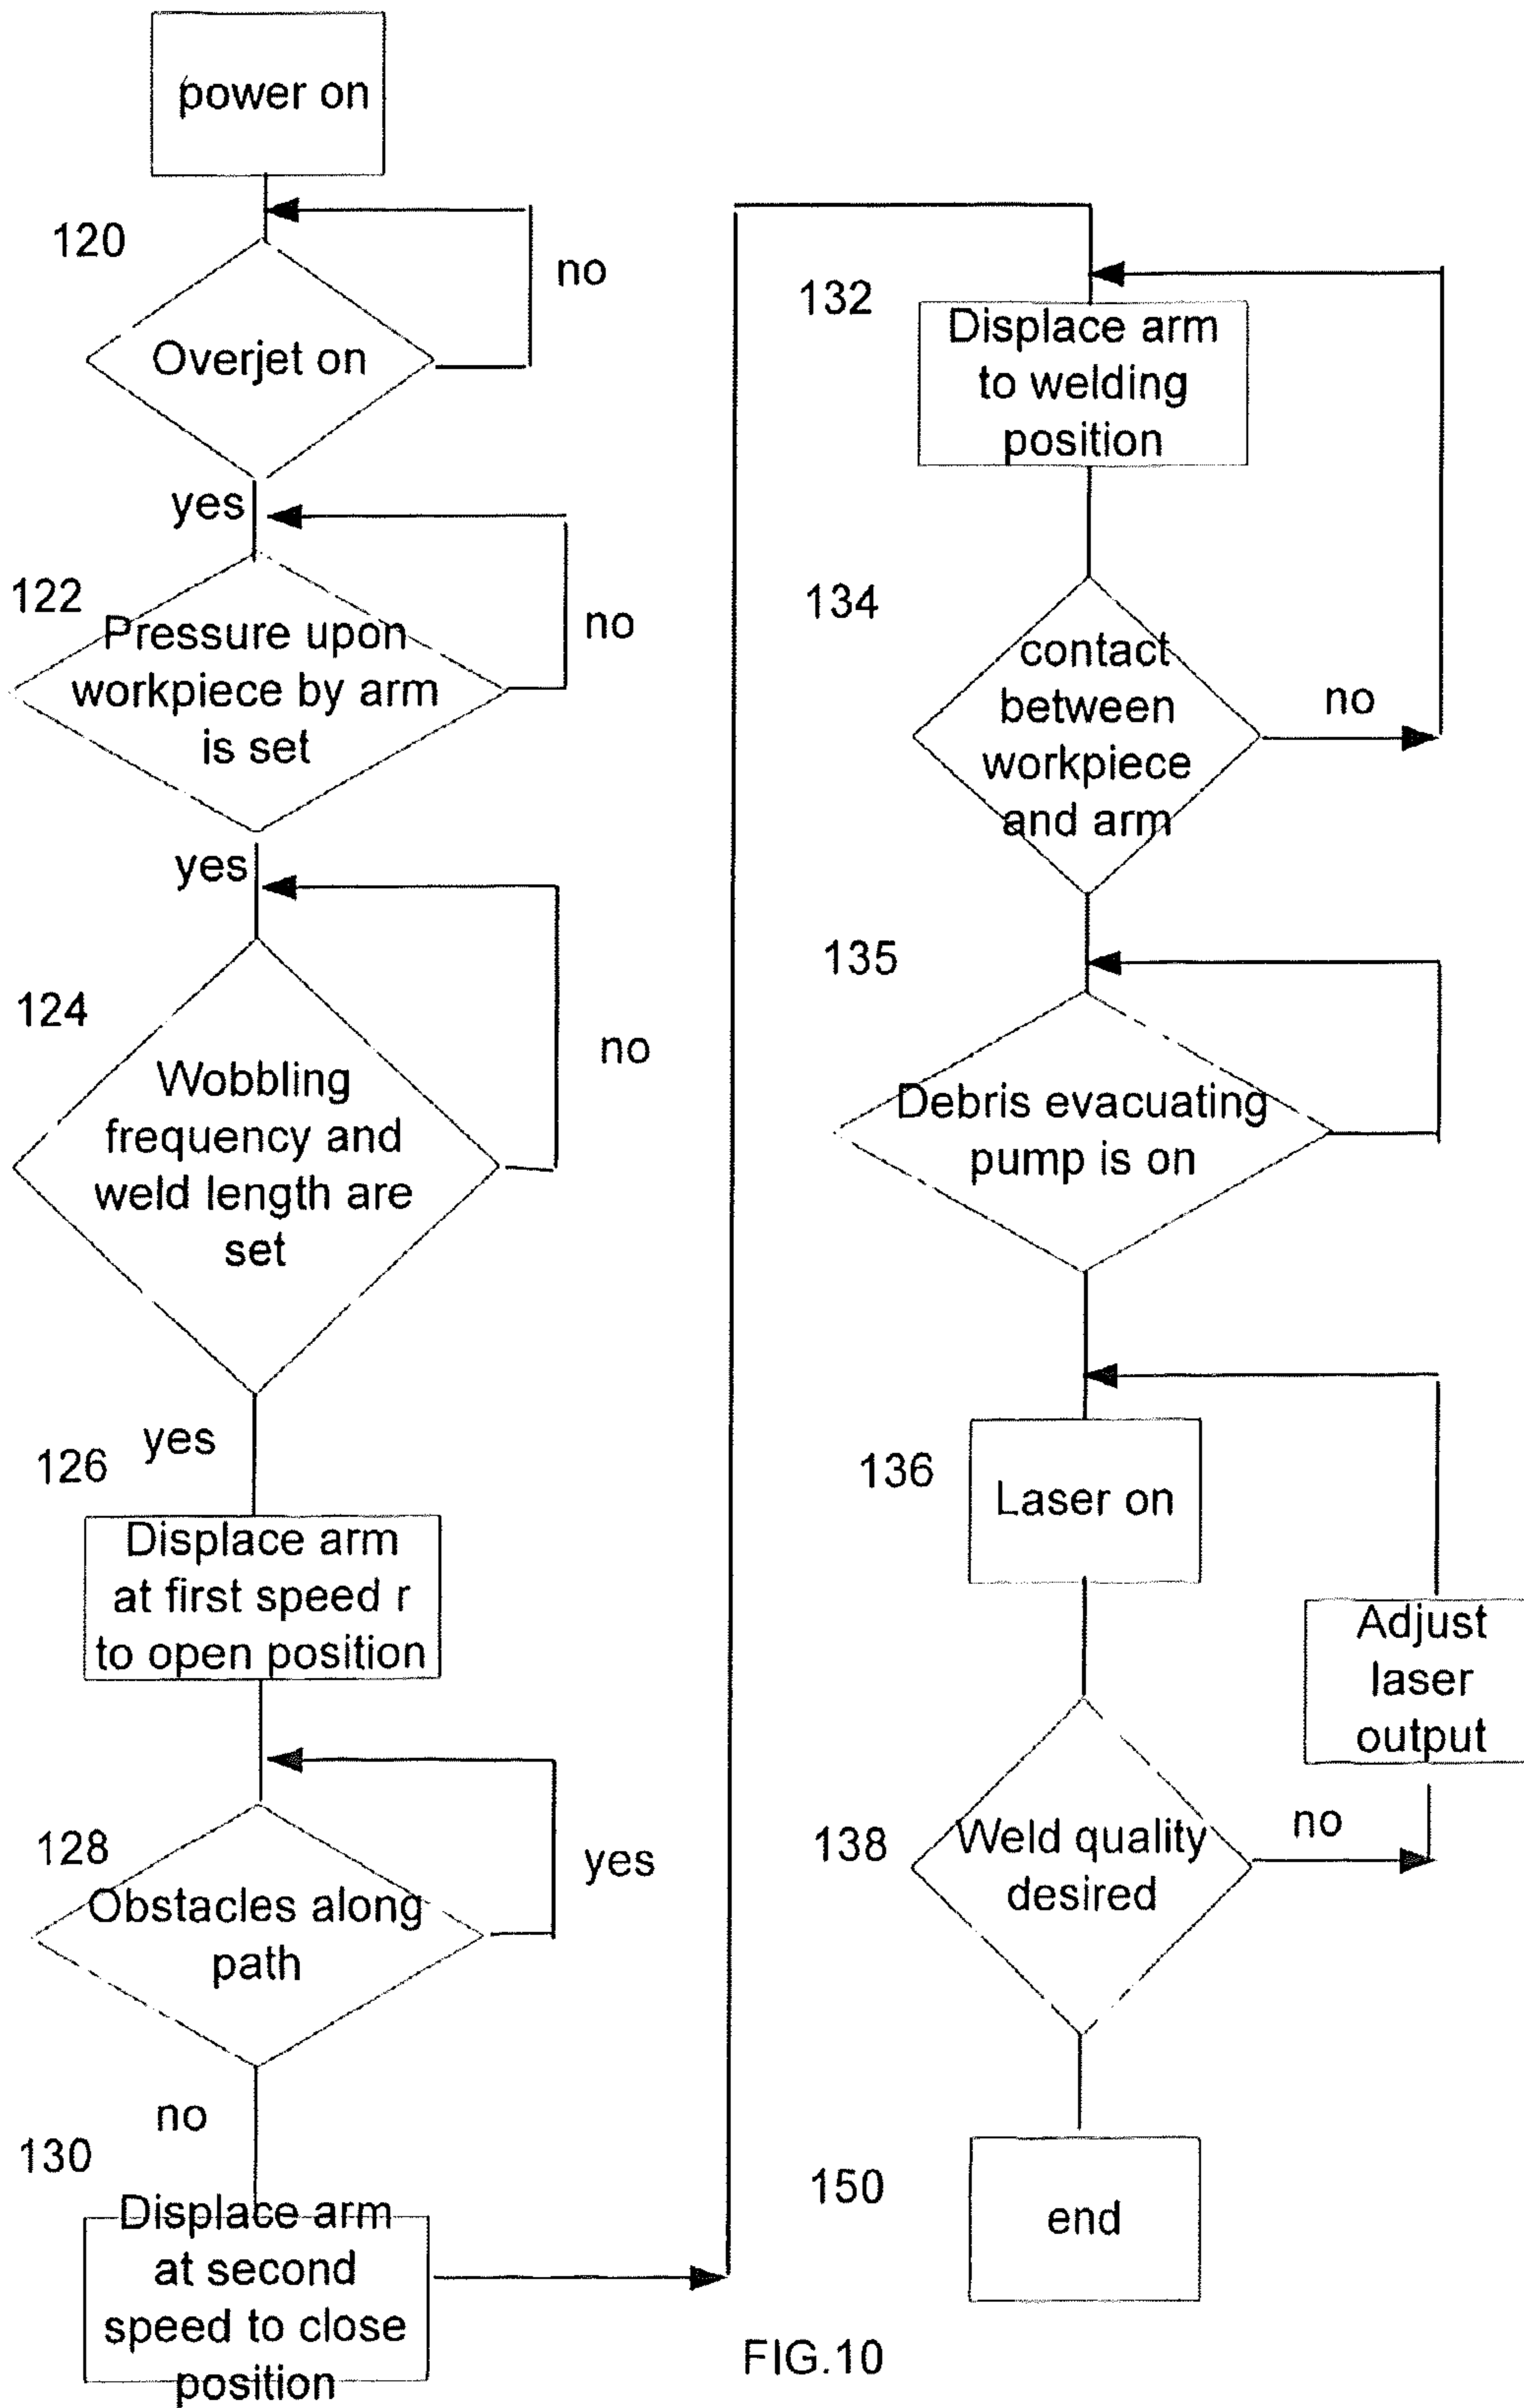 power on
120
no
Overjet on
yes
122
no
Pressure upon
workpiece by arm
is set
yes
124
no
Wobbling
frequency and
weld length are
set
yes
126
Displace arm
at first speed r
to open position
128
yes
Obstacles along
path
no
130
Displace arm
at second
speed to close
position
132
Displace arm
to welding
position
134
contact
between
workpiece
and arm
no
135
Debris evacuating
pump is on
136
Laser on
Adjust
laser
output
138
Weld quality
desired
no
150
end
FIG.10